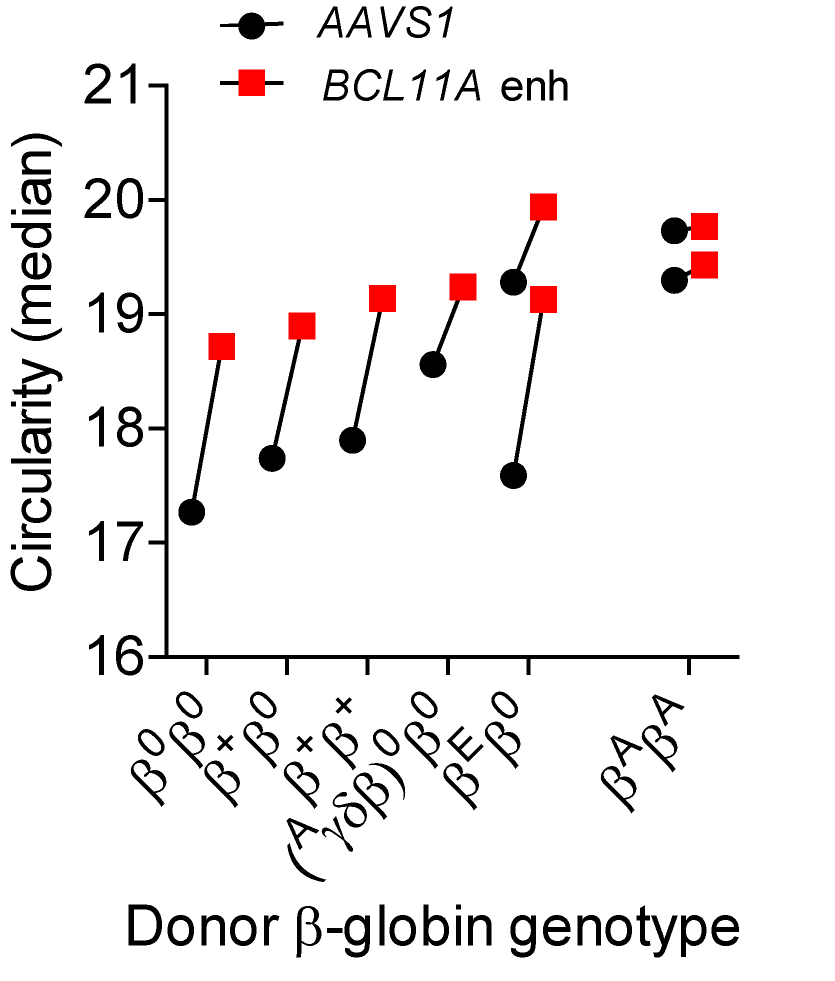 AAVS1
BCL11A enh
21
20
19
18
17
16
Circularity (median)
β⁰β⁰
β⁺β⁰
β⁺β⁺
(ᴬγδβ)⁰β⁰
βᴱβ⁰
βᴬβᴬ
Donor β-globin genotype